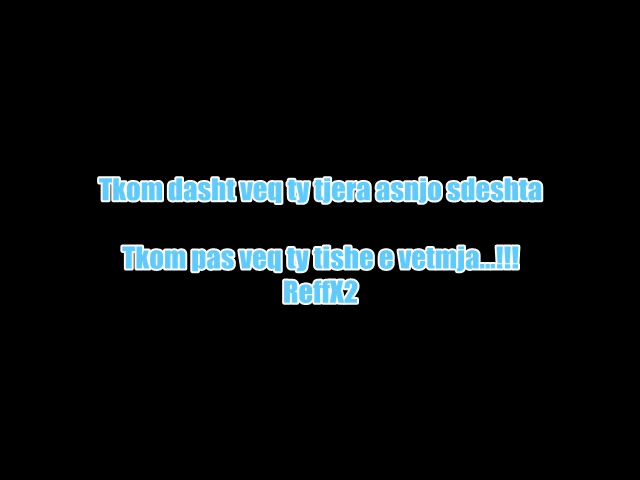 Tkom dasht veq ty tjera asnjo sdeshta
Tkom pas veq ty tishe e vetmja...!!!
ReffX2